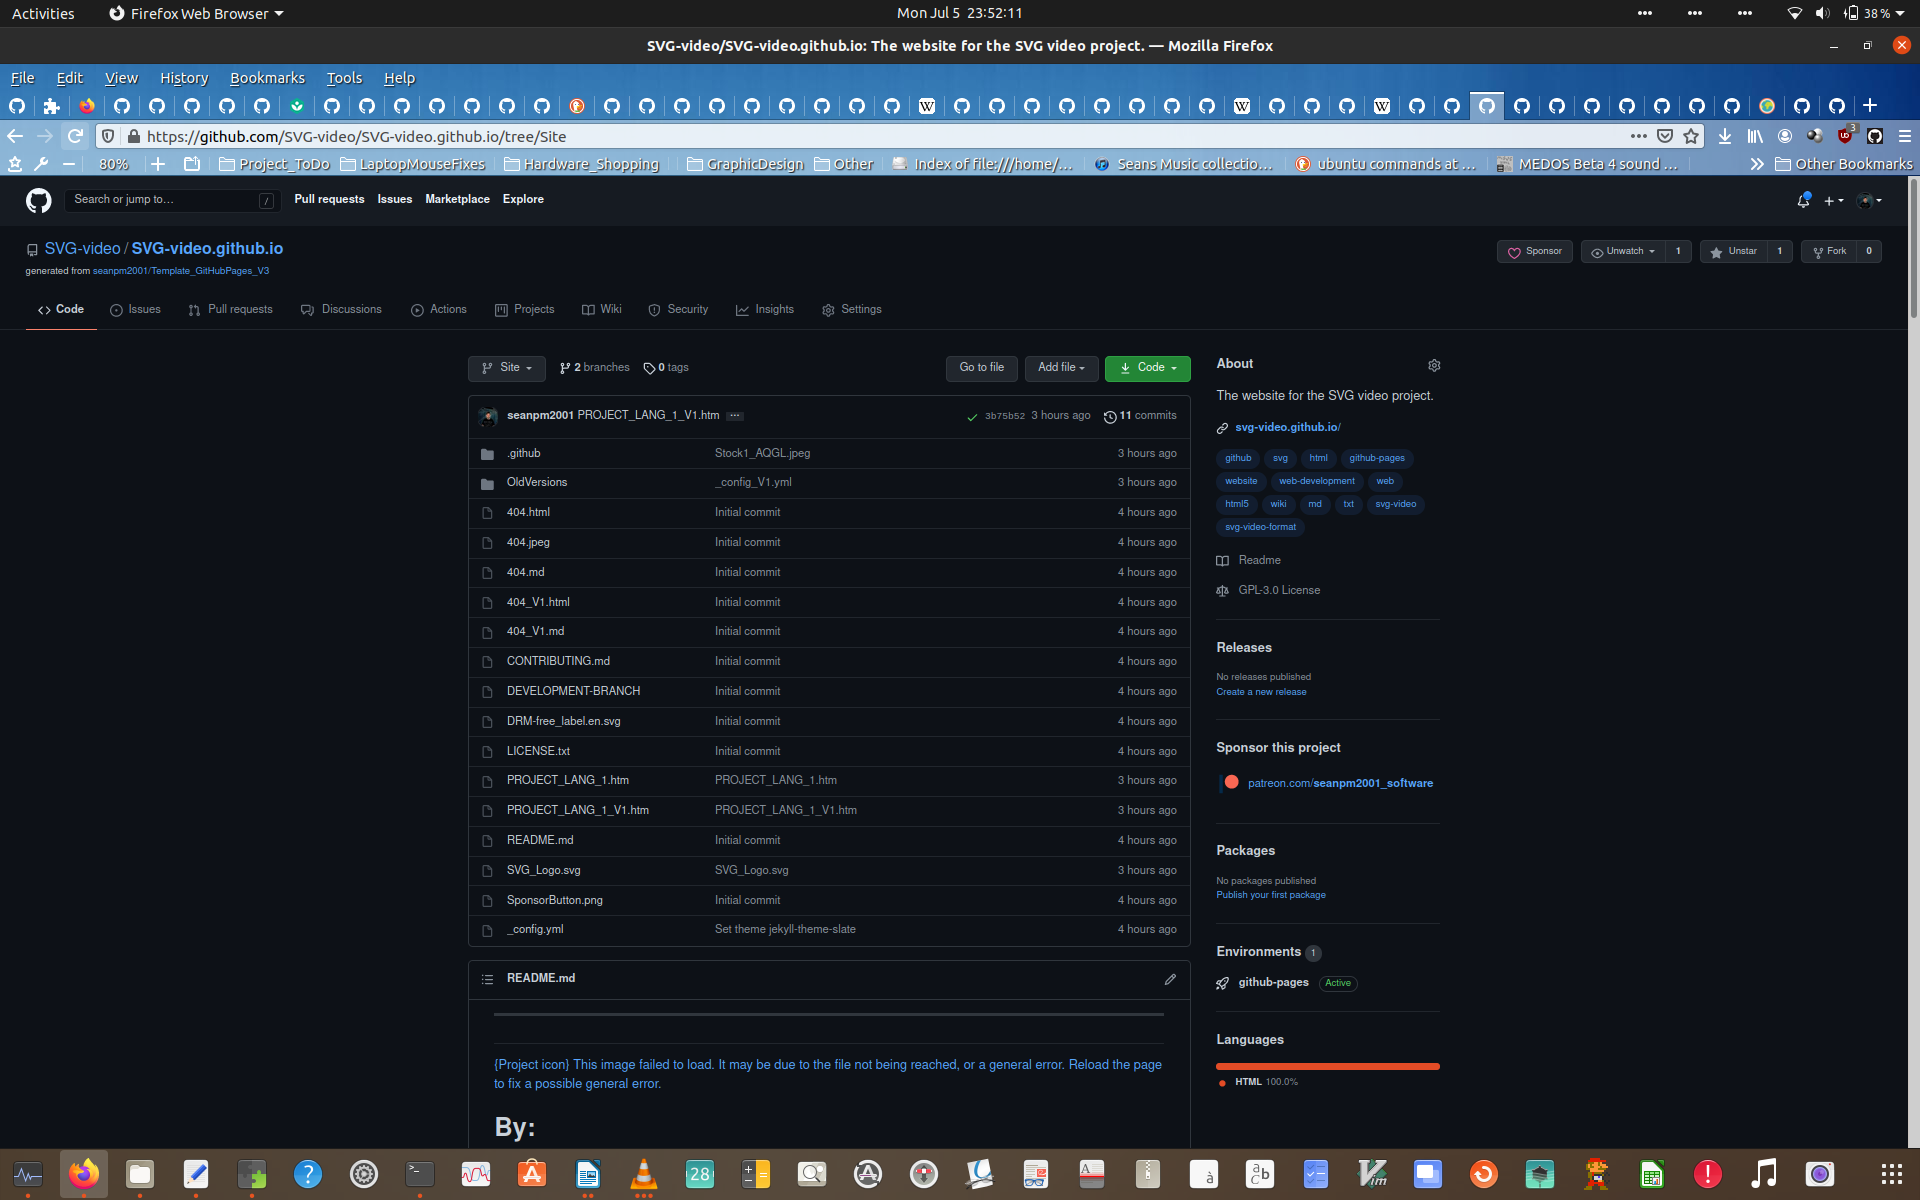 Activities
Firefox Web Browser
Mon Jul 5 23:52:11
38 %
SVG-video/SVG-video.github.io: The website for the SVG video project. — Mozilla Firefox
File Edit View History Bookmarks Tools Help
https://github.com/SVG-video/SVG-video.github.io/tree/Site
3
80%
Project_ToDo
LaptopMouseFixes
Hardware_Shopping
GraphicDesign
Other
Index of file:///home/...
Seans Music collectio...
ubuntu commands at ...
MEDOS Beta 4 sound ...
Other Bookmarks
Search or jump to... /
Pull requests Issues Marketplace Explore
SVG-video / SVG-video.github.io
generated from seanpm2001/Template_GitHubPages_V3
Sponsor
Unwatch 1
Unstar 1
Fork 0
Code Issues Pull requests Discussions Actions Projects Wiki Security Insights Settings
Site 2 branches 0 tags
Go to file Add file Code
seanpm2001 PROJECT_LANG_1_V1.htm ... 3b75b52 3 hours ago 11 commits
.github Stock1_AQGL.jpeg 3 hours ago
OldVersions _config_V1.yml 3 hours ago
404.html Initial commit 4 hours ago
404.jpeg Initial commit 4 hours ago
404.md Initial commit 4 hours ago
404_V1.html Initial commit 4 hours ago
404_V1.md Initial commit 4 hours ago
CONTRIBUTING.md Initial commit 4 hours ago
DEVELOPMENT-BRANCH Initial commit 4 hours ago
DRM-free_label.en.svg Initial commit 4 hours ago
LICENSE.txt Initial commit 4 hours ago
PROJECT_LANG_1.htm PROJECT_LANG_1.htm 3 hours ago
PROJECT_LANG_1_V1.htm PROJECT_LANG_1_V1.htm 3 hours ago
README.md Initial commit 4 hours ago
SVG_Logo.svg SVG_Logo.svg 3 hours ago
SponsorButton.png Initial commit 4 hours ago
_config.yml Set theme jekyll-theme-slate 4 hours ago
README.md
{Project icon} This image failed to load. It may be due to the file not being reached, or a general error. Reload the page
to fix a possible general error.
By:
About
The website for the SVG video project.
svg-video.github.io/
github svg html github-pages
website web-development web
html5 wiki md txt svg-video
svg-video-format
Readme
GPL-3.0 License
Releases
No releases published
Create a new release
Sponsor this project
patreon.com/seanpm2001_software
Packages
No packages published
Publish your first package
Environments 1
github-pages Active
Languages
HTML 100.0%
28